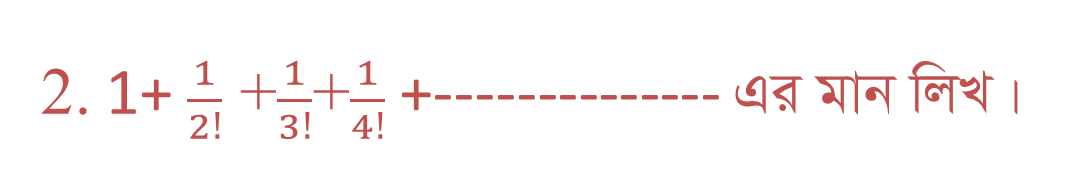 2. 1+ 1/2! +1/3!+1/4! +-------------- এর মান লিখ।